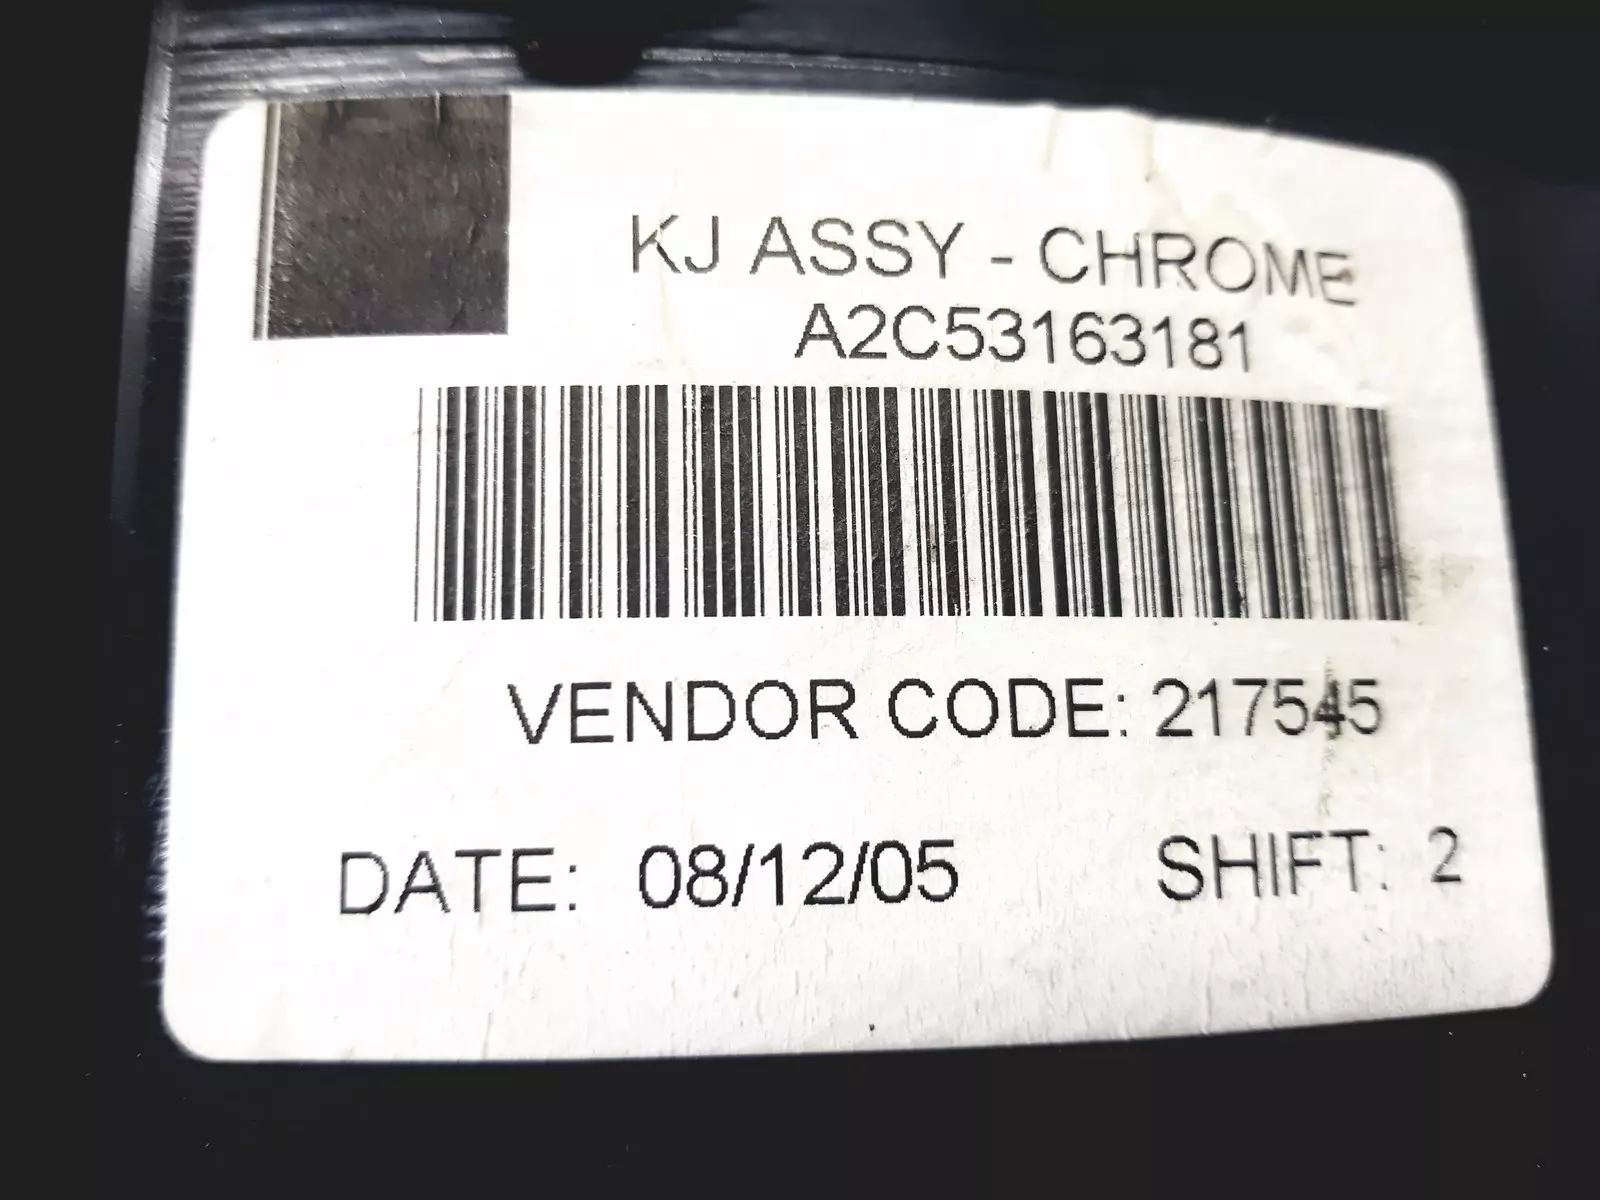 KJ ASSY - CHROME
A2C53163181
VENDOR CODE: 217545
DATE: 08/12/05 SHIFT: 2